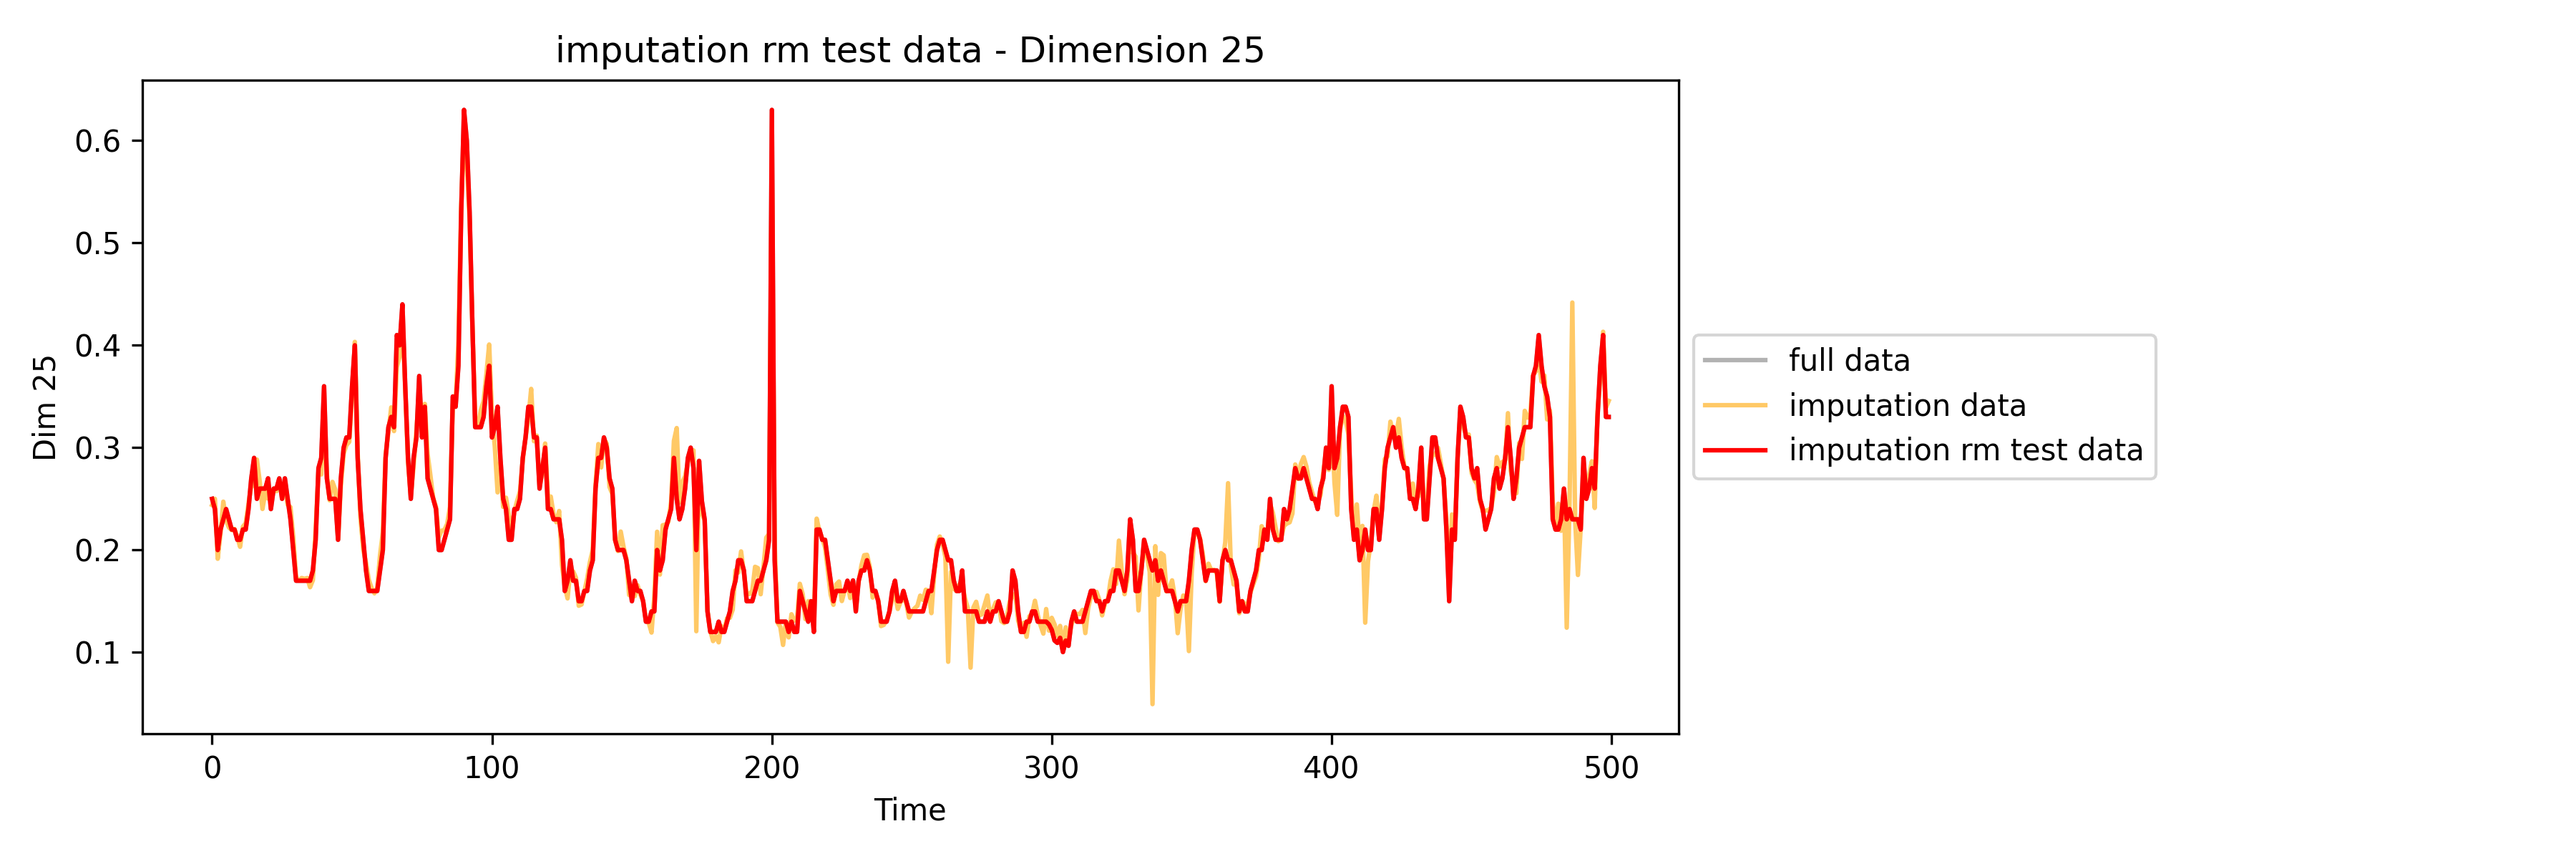 imputation rm test data - Dimension 25
0.6
0.5
0.4
0.3
0.2
0.1
Dim 25
0
100
200
300
400
500
Time
full data
imputation data
imputation rm test data